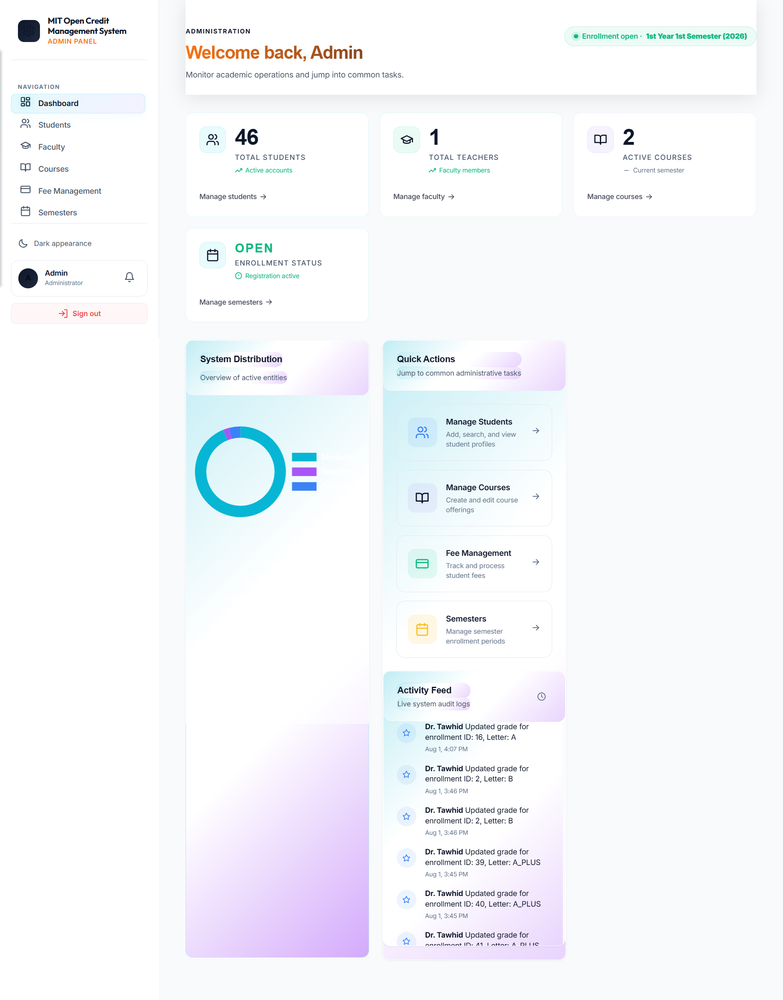 MIT Open Credit
Management System
ADMIN PANEL
NAVIGATION
Dashboard
Students
Faculty
Courses
Fee Management
Semesters
Dark appearance
A
Admin
Administrator
Sign out
ADMINISTRATION
Welcome back, Admin
Monitor academic operations and jump into common tasks.
Enrollment open · 1st Year 1st Semester (2026)
46
TOTAL STUDENTS
Active accounts
Manage students →
1
TOTAL TEACHERS
Faculty members
Manage faculty →
2
ACTIVE COURSES
Current semester
Manage courses →
OPEN
ENROLLMENT STATUS
Registration active
Manage semesters →
System Distribution
Overview of active entities
Students
Teachers
Quick Actions
Jump to common administrative tasks
Manage Students
Add, search, and view
student profiles
Manage Courses
Create and edit course
offerings
Fee Management
Track and process
student fees
Semesters
Manage semester
enrollment periods
Activity Feed
Live system audit logs
Dr. Tawhid Updated grade for
enrollment ID: 16, Letter: A
Aug 1, 4:07 PM
Dr. Tawhid Updated grade for
enrollment ID: 2, Letter: B
Aug 1, 3:46 PM
Dr. Tawhid Updated grade for
enrollment ID: 2, Letter: B
Aug 1, 3:46 PM
Dr. Tawhid Updated grade for
enrollment ID: 39, Letter: A_PLUS
Aug 1, 3:45 PM
Dr. Tawhid Updated grade for
enrollment ID: 40, Letter: A_PLUS
Aug 1, 3:45 PM
Dr. Tawhid Updated grade for
enrollment ID: 41, Letter: A_PLUS